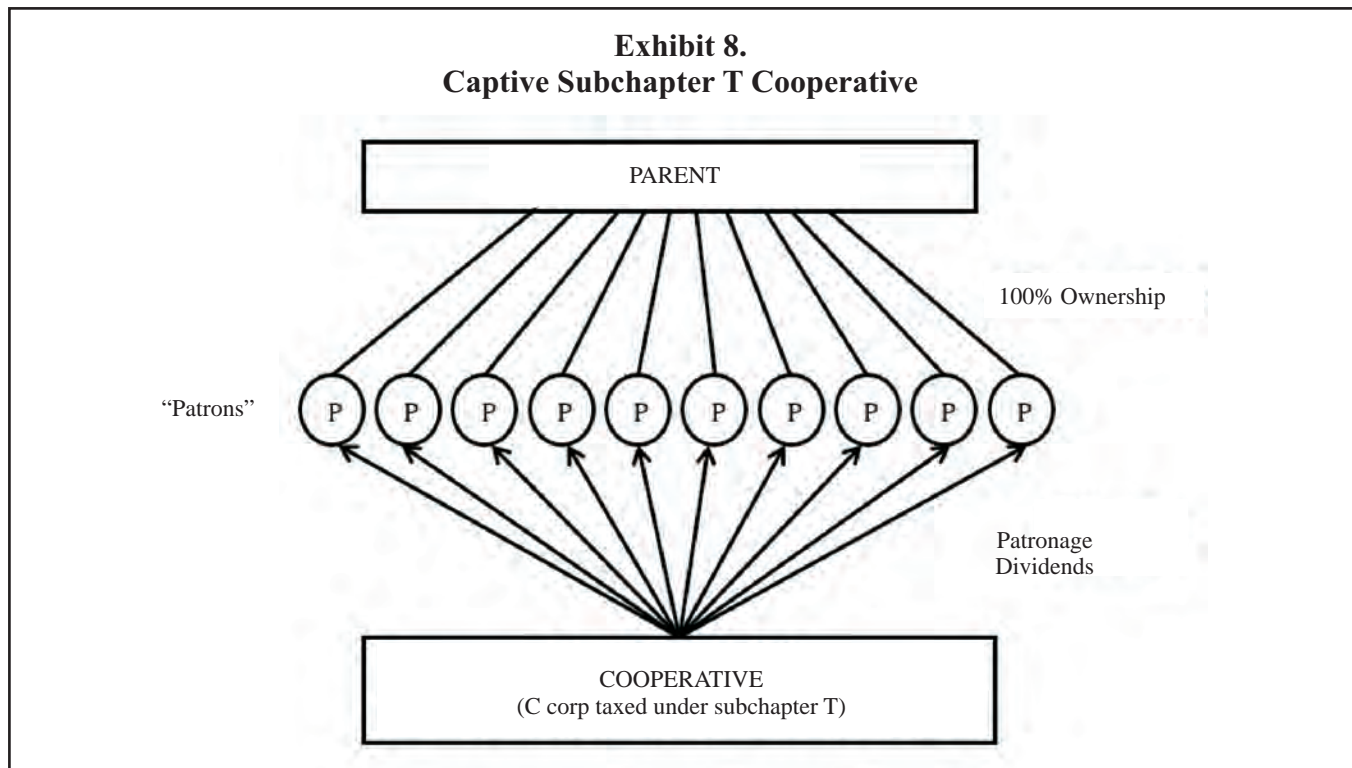 Exhibit 8.
Captive Subchapter T Cooperative
PARENT
100% Ownership
“Patrons”
P P P P P P P P P P
Patronage
Dividends
COOPERATIVE
(C corp taxed under subchapter T)